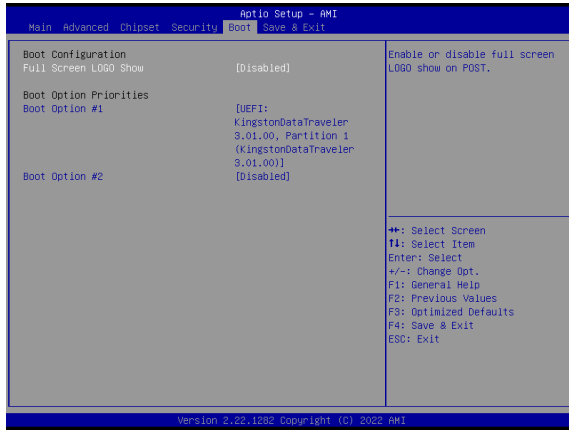 Aptio Setup - AMI
Main Advanced Chipset Security Boot Save & Exit
Boot Configuration
Full Screen LOGO Show [Disabled]
Boot Option Priorities
Boot Option #1 [UEFI:
KingstonDataTraveler
3.01.00, Partition 1
(KingstonDataTraveler
3.01.00)]
Boot Option #2 [Disabled]
Enable or disable full screen
LOGO show on POST.
→←: Select Screen
↑↓: Select Item
Enter: Select
+/-: Change Opt.
F1: General Help
F2: Previous Values
F3: Optimized Defaults
F4: Save & Exit
ESC: Exit
Version 2.22.1282 Copyright (C) 2022 AMI